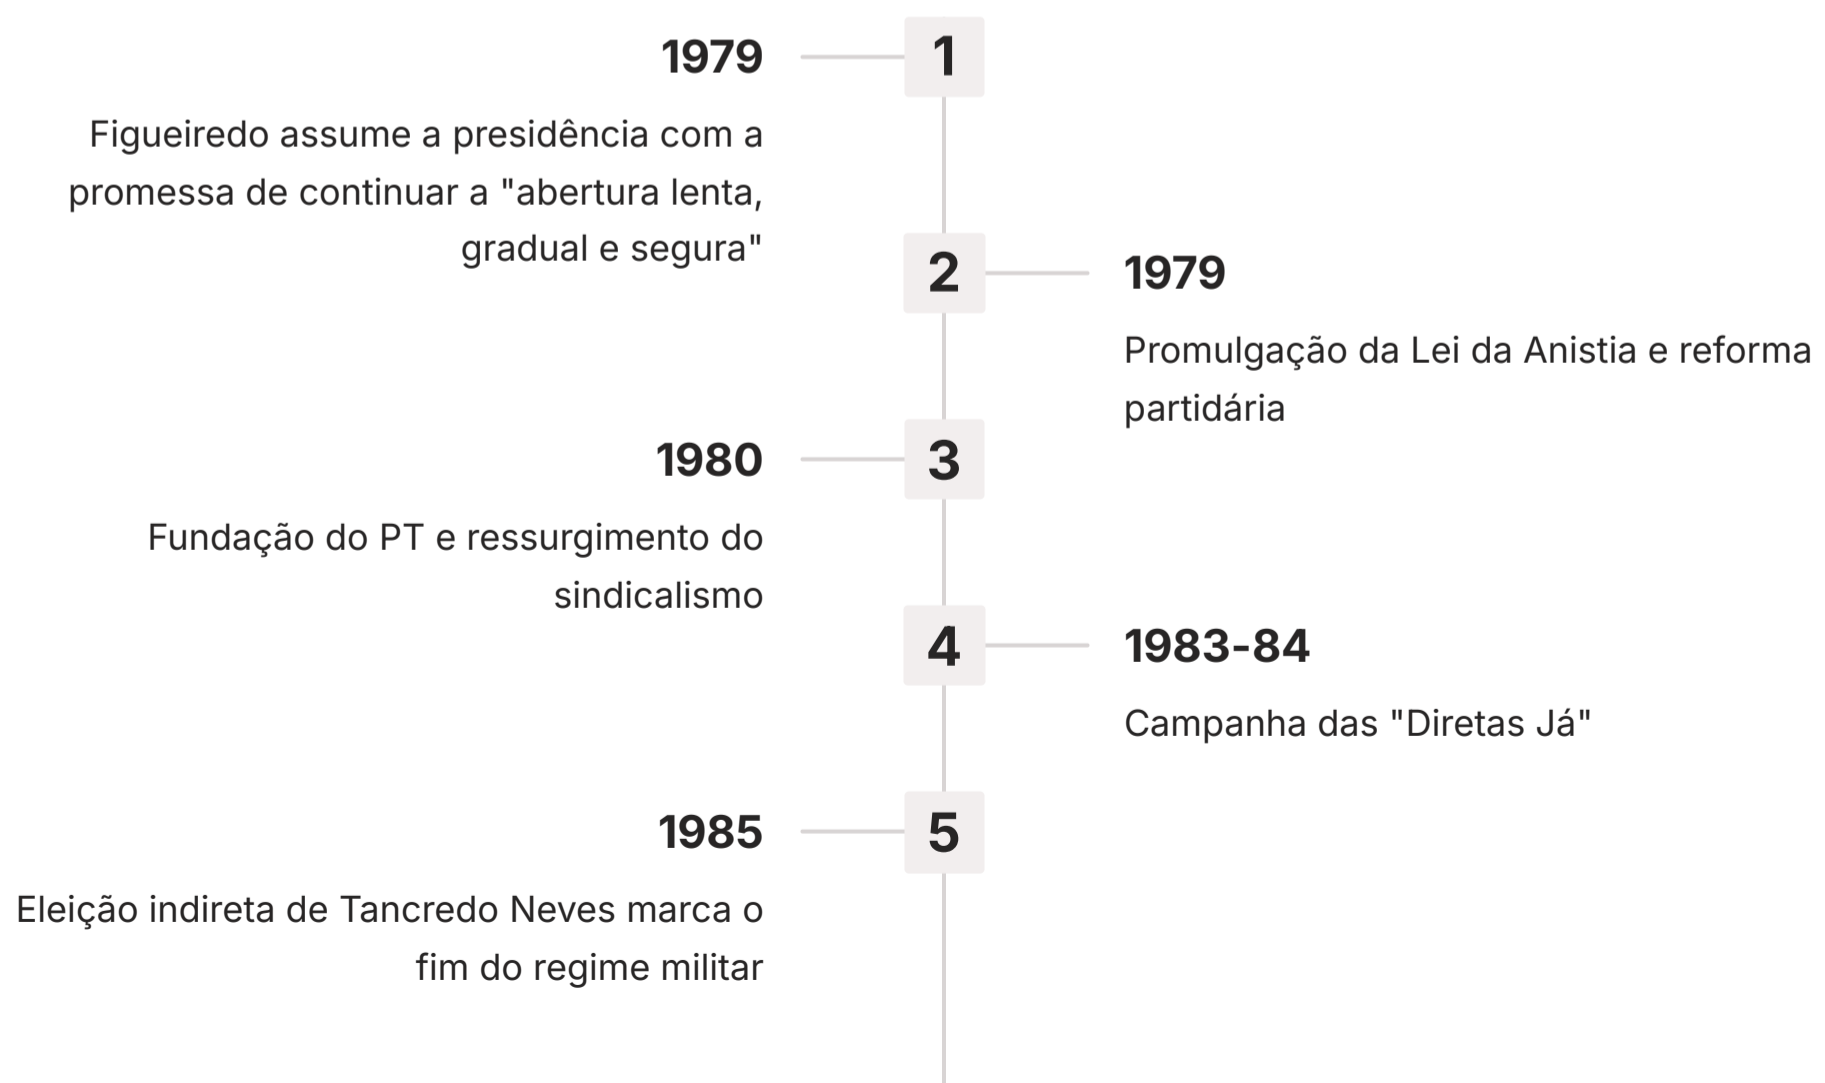 1
1979
Figueiredo assume a presidência com a
promessa de continuar a "abertura lenta,
gradual e segura"
2
1979
Promulgação da Lei da Anistia e reforma
partidária
3
1980
Fundação do PT e ressurgimento do
sindicalismo
4
1983-84
Campanha das "Diretas Já"
5
1985
Eleição indireta de Tancredo Neves marca o
fim do regime militar